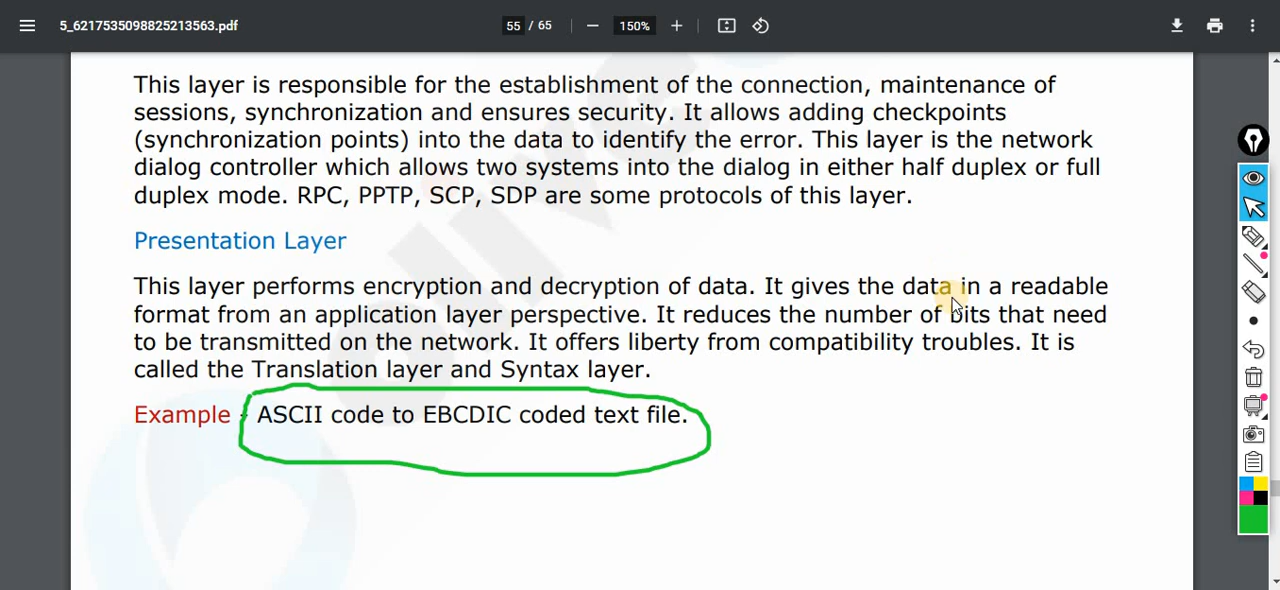 5_6217535098825213563.pdf
55 / 65
150%
This layer is responsible for the establishment of the connection, maintenance of
sessions, synchronization and ensures security. It allows adding checkpoints
(synchronization points) into the data to identify the error. This layer is the network
dialog controller which allows two systems into the dialog in either half duplex or full
duplex mode. RPC, PPTP, SCP, SDP are some protocols of this layer.
Presentation Layer
This layer performs encryption and decryption of data. It gives the data in a readable
format from an application layer perspective. It reduces the number of bits that need
to be transmitted on the network. It offers liberty from compatibility troubles. It is
called the Translation layer and Syntax layer.
Example - ASCII code to EBCDIC coded text file.